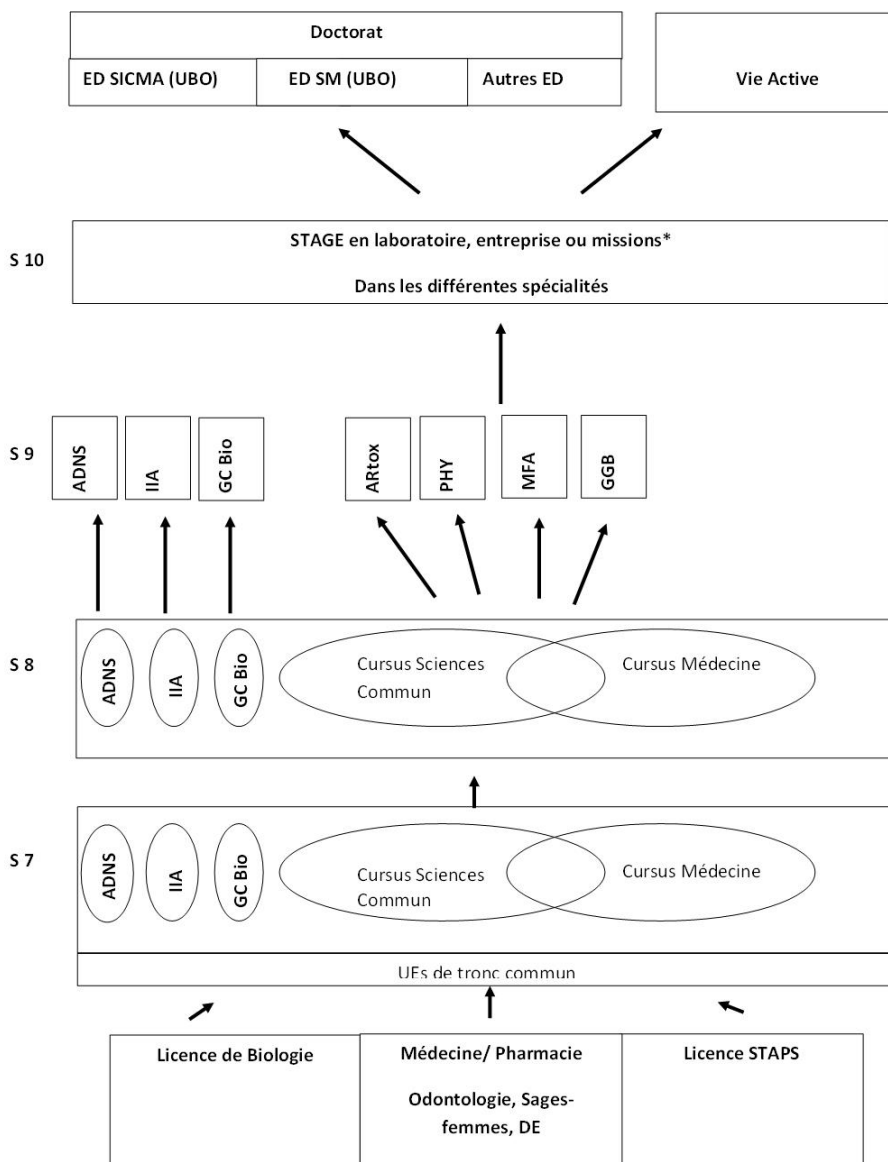 Doctorat
ED SICMA (UBO)
ED SM (UBO)
Autres ED
Vie Active
S 10
STAGE en laboratoire, entreprise ou missions*
Dans les différentes spécialités
S 9
ADNS
IIA
GC Bio
ARtox
PHY
MFA
GGB
S 8
ADNS
IIA
GC Bio
Cursus Sciences
Commun
Cursus Médecine
S 7
ADNS
IIA
GC Bio
Cursus Sciences
Commun
Cursus Médecine
UEs de tronc commun
Licence de Biologie
Médecine/ Pharmacie
Odontologie, Sages-
femmes, DE
Licence STAPS